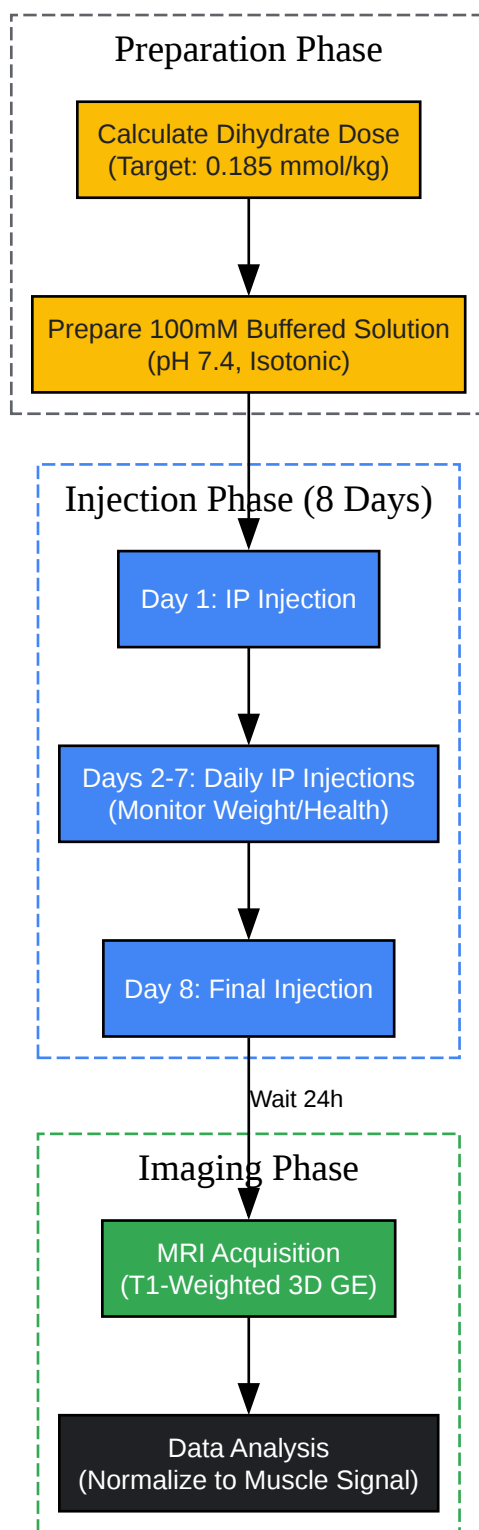 Preparation Phase
Calculate Dihydrate Dose
(Target: 0.185 mmol/kg)
Prepare 100mM Buffered Solution
(pH 7.4, Isotonic)
Injection Phase (8 Days)
Day 1: IP Injection
Days 2-7: Daily IP Injections
(Monitor Weight/Health)
Day 8: Final Injection
Wait 24h
Imaging Phase
MRI Acquisition
(T1-Weighted 3D GE)
Data Analysis
(Normalize to Muscle Signal)